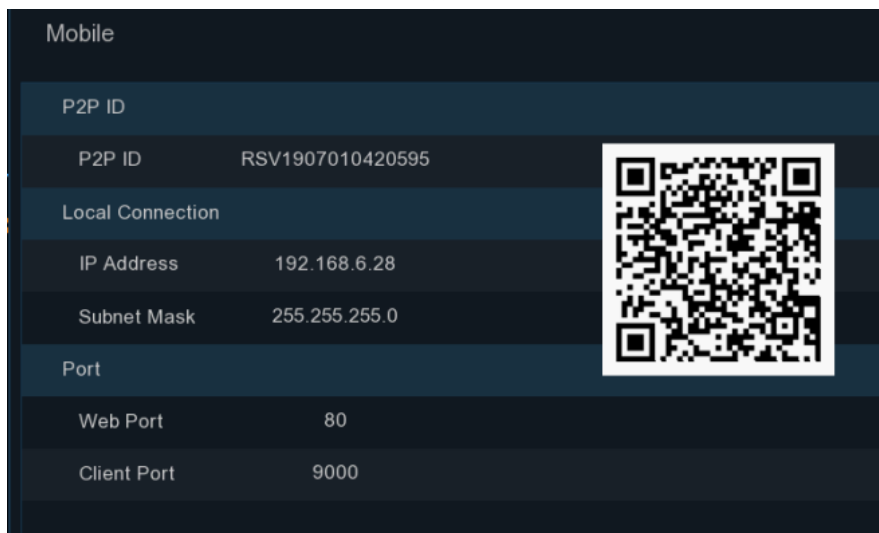 Mobile
P2P ID
P2P ID RSV1907010420595
Local Connection
IP Address 192.168.6.28
Subnet Mask 255.255.255.0
Port
Web Port 80
Client Port 9000